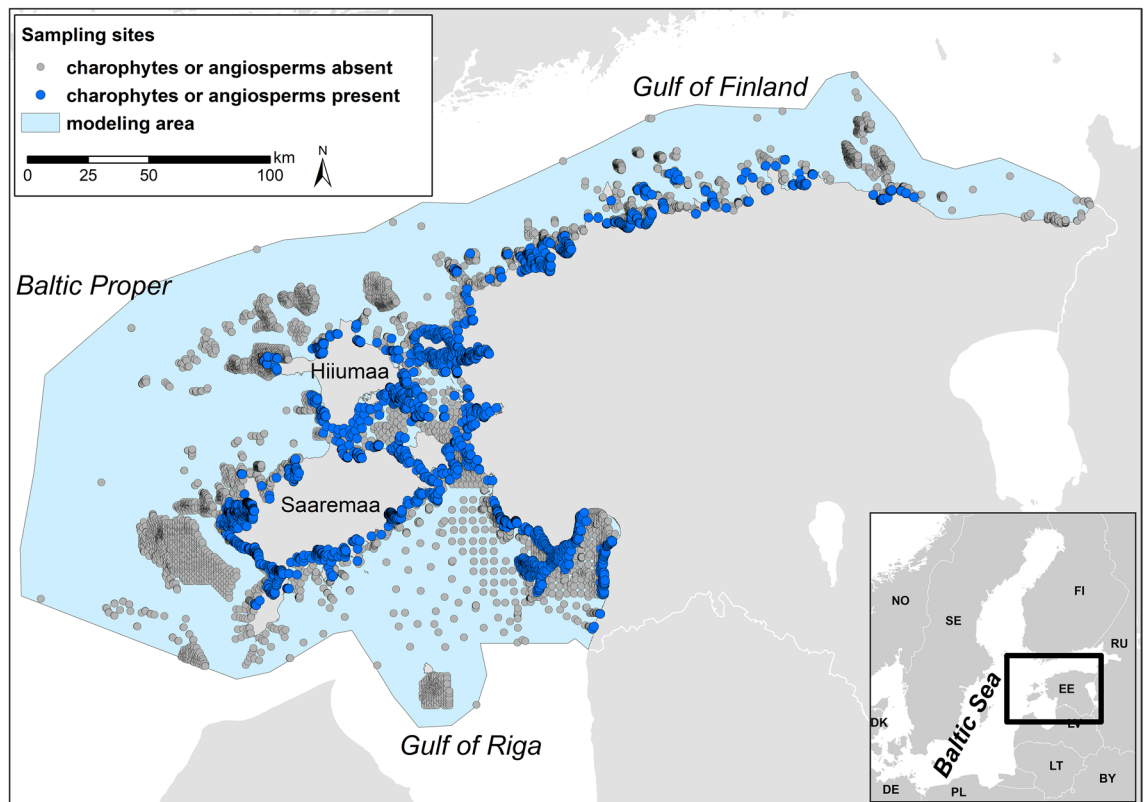 Sampling sites
charophytes or angiosperms absent
charophytes or angiosperms present
modeling area
km
0 25 50 100
N
Gulf of Finland
Baltic Proper
Hiiumaa
Saaremaa
Gulf of Riga
NO
SE
FI
RU
EE
Baltic Sea
DK
LV
LT
DE
PL
BY